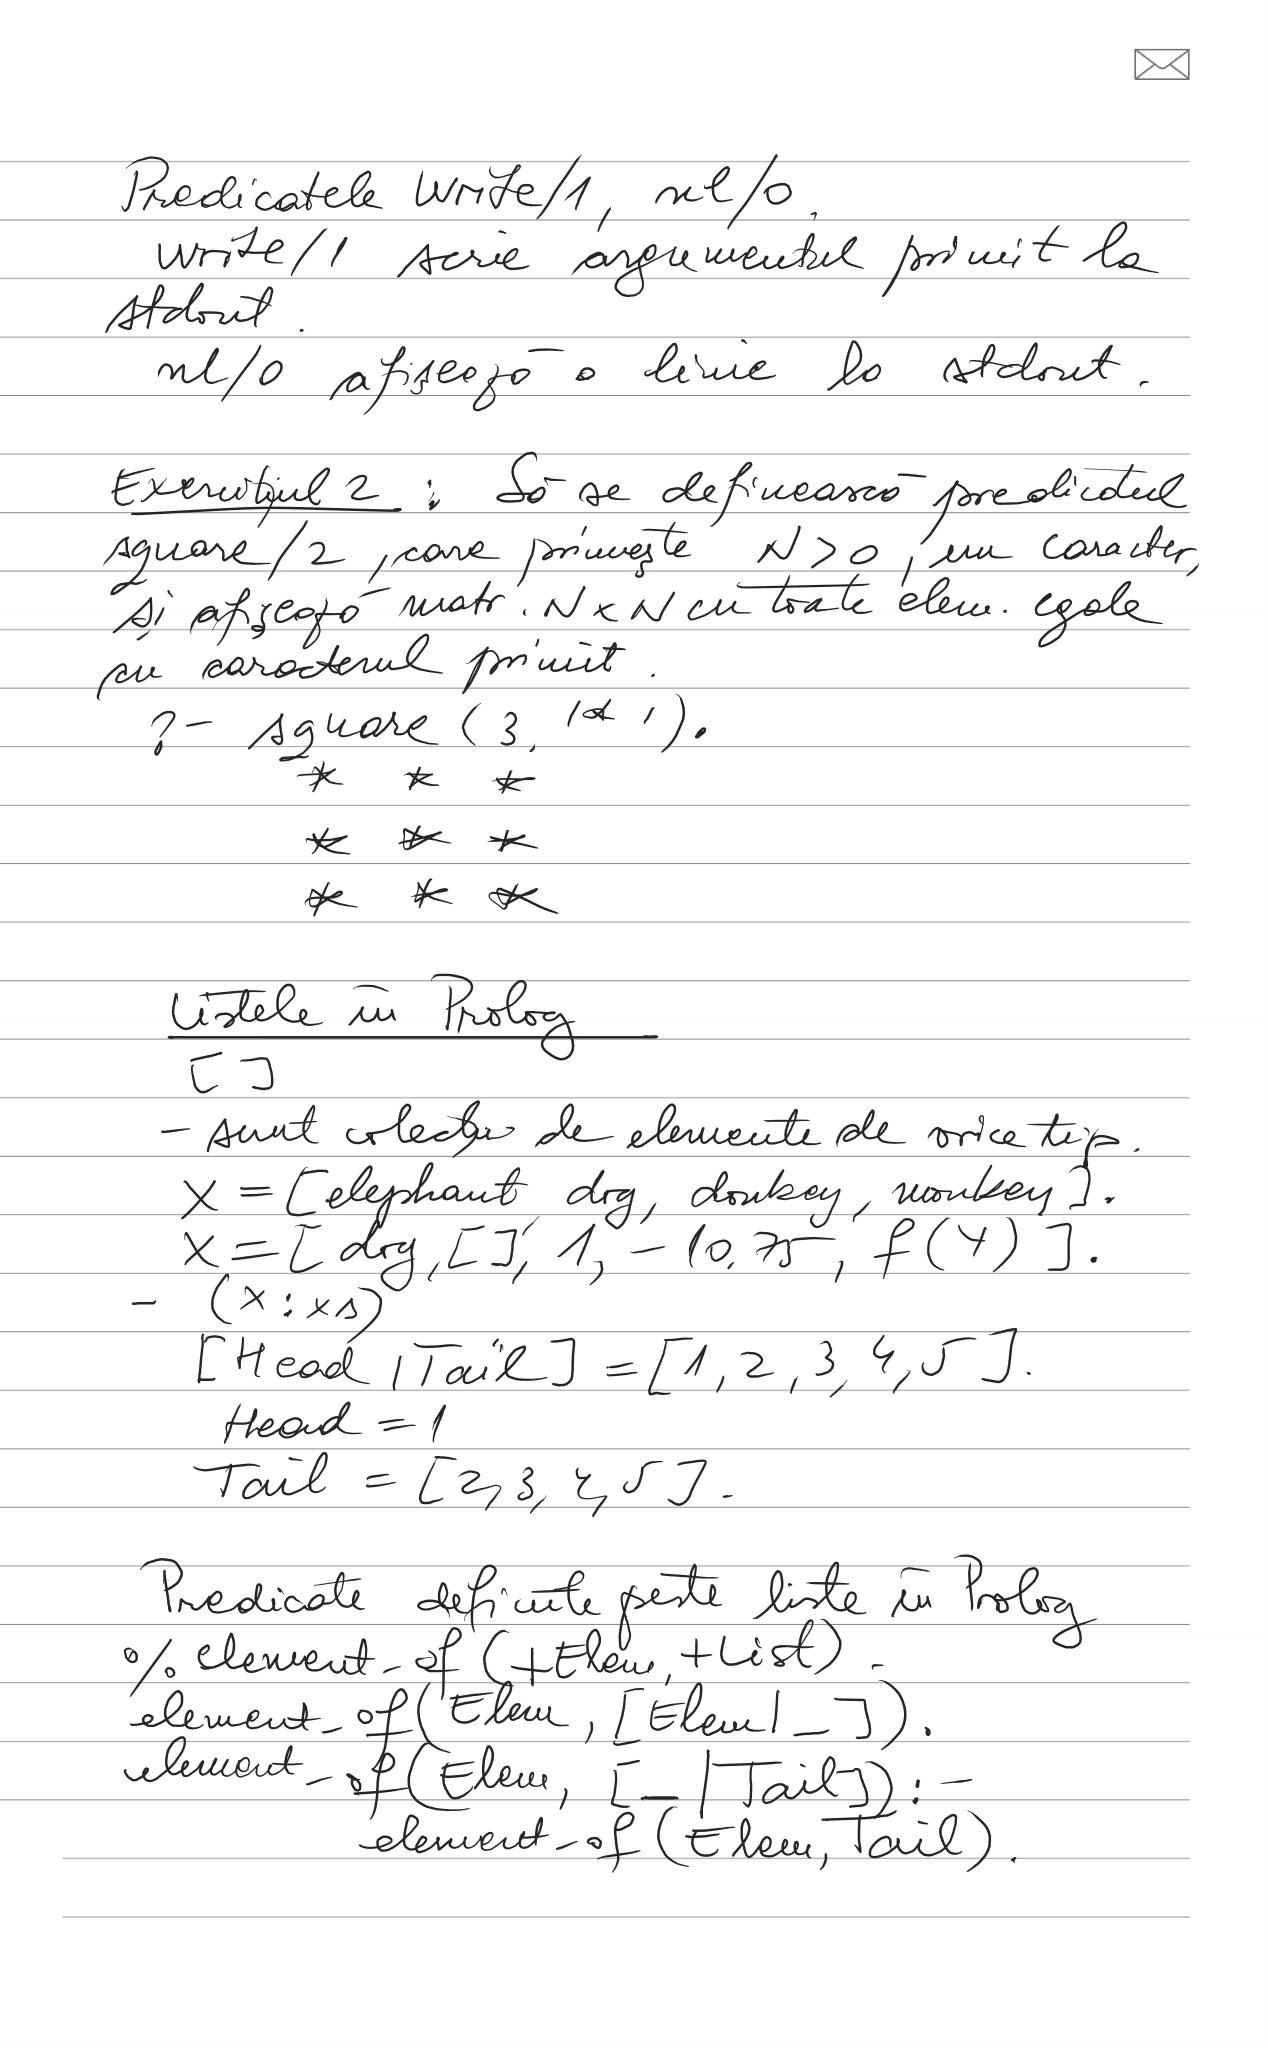 Predicatele Write/1, nl/0.
write/1 scrie argumentul primit la
stdout.
nl/0 afișează o linie la stdout.
Exercițiul 2 : Să se definească predicatul
square/2, care primește N>0, un caracter,
și afișează matr. N×N cu toate elem. egale
cu caracterul primit.
?- square (3, '*').
* * *
* * *
* * *
Listele în Prolog
[ ]
- sunt colecții de elemente de orice tip.
X = [elephant dog, donkey, monkey].
X = [dog, [], 1, -10.75, f(Y)].
- (x:xs)
[Head | Tail] = [1, 2, 3, 4, 5].
Head = 1
Tail = [2, 3, 4, 5].
Predicate definite peste liste în Prolog
% element_of (+Elem, +List).
element_of(Elem, [Elem|_]).
element_of(Elem, [_|Tail]) :-
element_of (Elem, Tail).